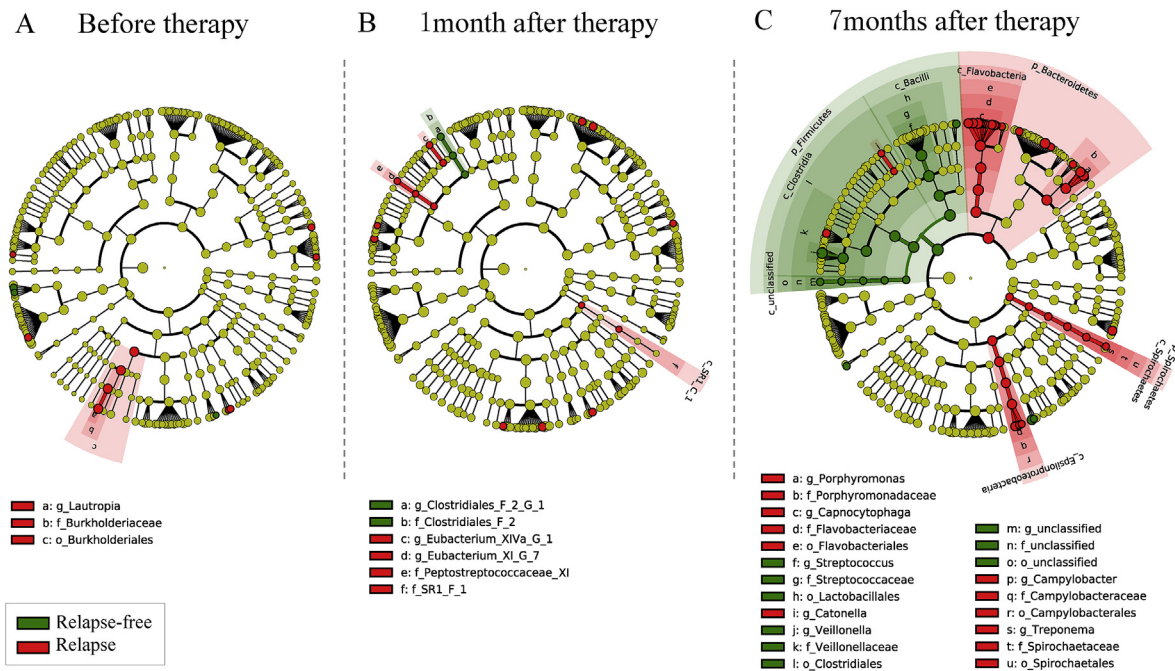 A Before therapy
B 1month after therapy
C 7months after therapy
a
b
c
b
a
c
e
d
f
c_SR1_C_1
p_Firmicutes
c_Bacilli
c_Flavobacteria
p_Bacteroidetes
c_Clostridia
c_unclassified
h
g
f
e
d
c
b
a
i
l
k
o
n
m
s
t
u
c_Spirochaetes
p_Spirochaetes
p
q
r
c_Epsilonproteobacteria
a: g_Lautropia
b: f_Burkholderiaceae
c: o_Burkholderiales
a: g_Clostridiales_F_2_G_1
b: f_Clostridiales_F_2
c: g_Eubacterium_XIVa_G_1
d: g_Eubacterium_XI_G_7
e: f_Peptostreptococcaceae_XI
f: f_SR1_F_1
a: g_Porphyromonas
b: f_Porphyromonadaceae
c: g_Capnocytophaga
d: f_Flavobacteriaceae
e: o_Flavobacteriales
f: g_Streptococcus
g: f_Streptococcaceae
h: o_Lactobacillales
i: g_Catonella
j: g_Veillonella
k: f_Veillonellaceae
l: o_Clostridiales
m: g_unclassified
n: f_unclassified
o: o_unclassified
p: g_Campylobacter
q: f_Campylobacteraceae
r: o_Campylobacterales
s: g_Treponema
t: f_Spirochaetaceae
u: o_Spirochaetales
Relapse-free
Relapse